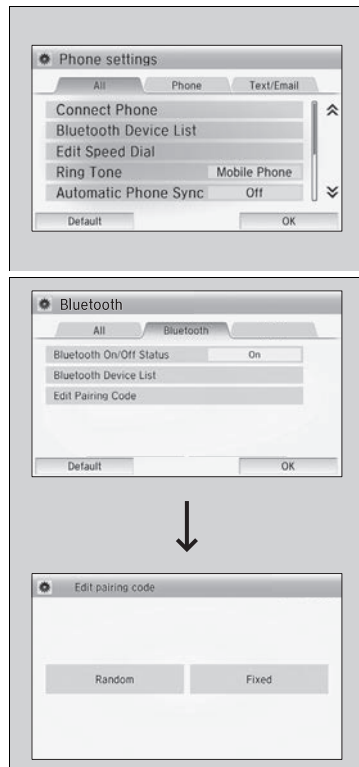 Phone settings
All Phone Text/Email
Connect Phone
Bluetooth Device List
Edit Speed Dial
Ring Tone Mobile Phone
Automatic Phone Sync Off
Default OK
Bluetooth
All Bluetooth
Bluetooth On/Off Status On
Bluetooth Device List
Edit Pairing Code
Default OK
Edit pairing code
Random Fixed